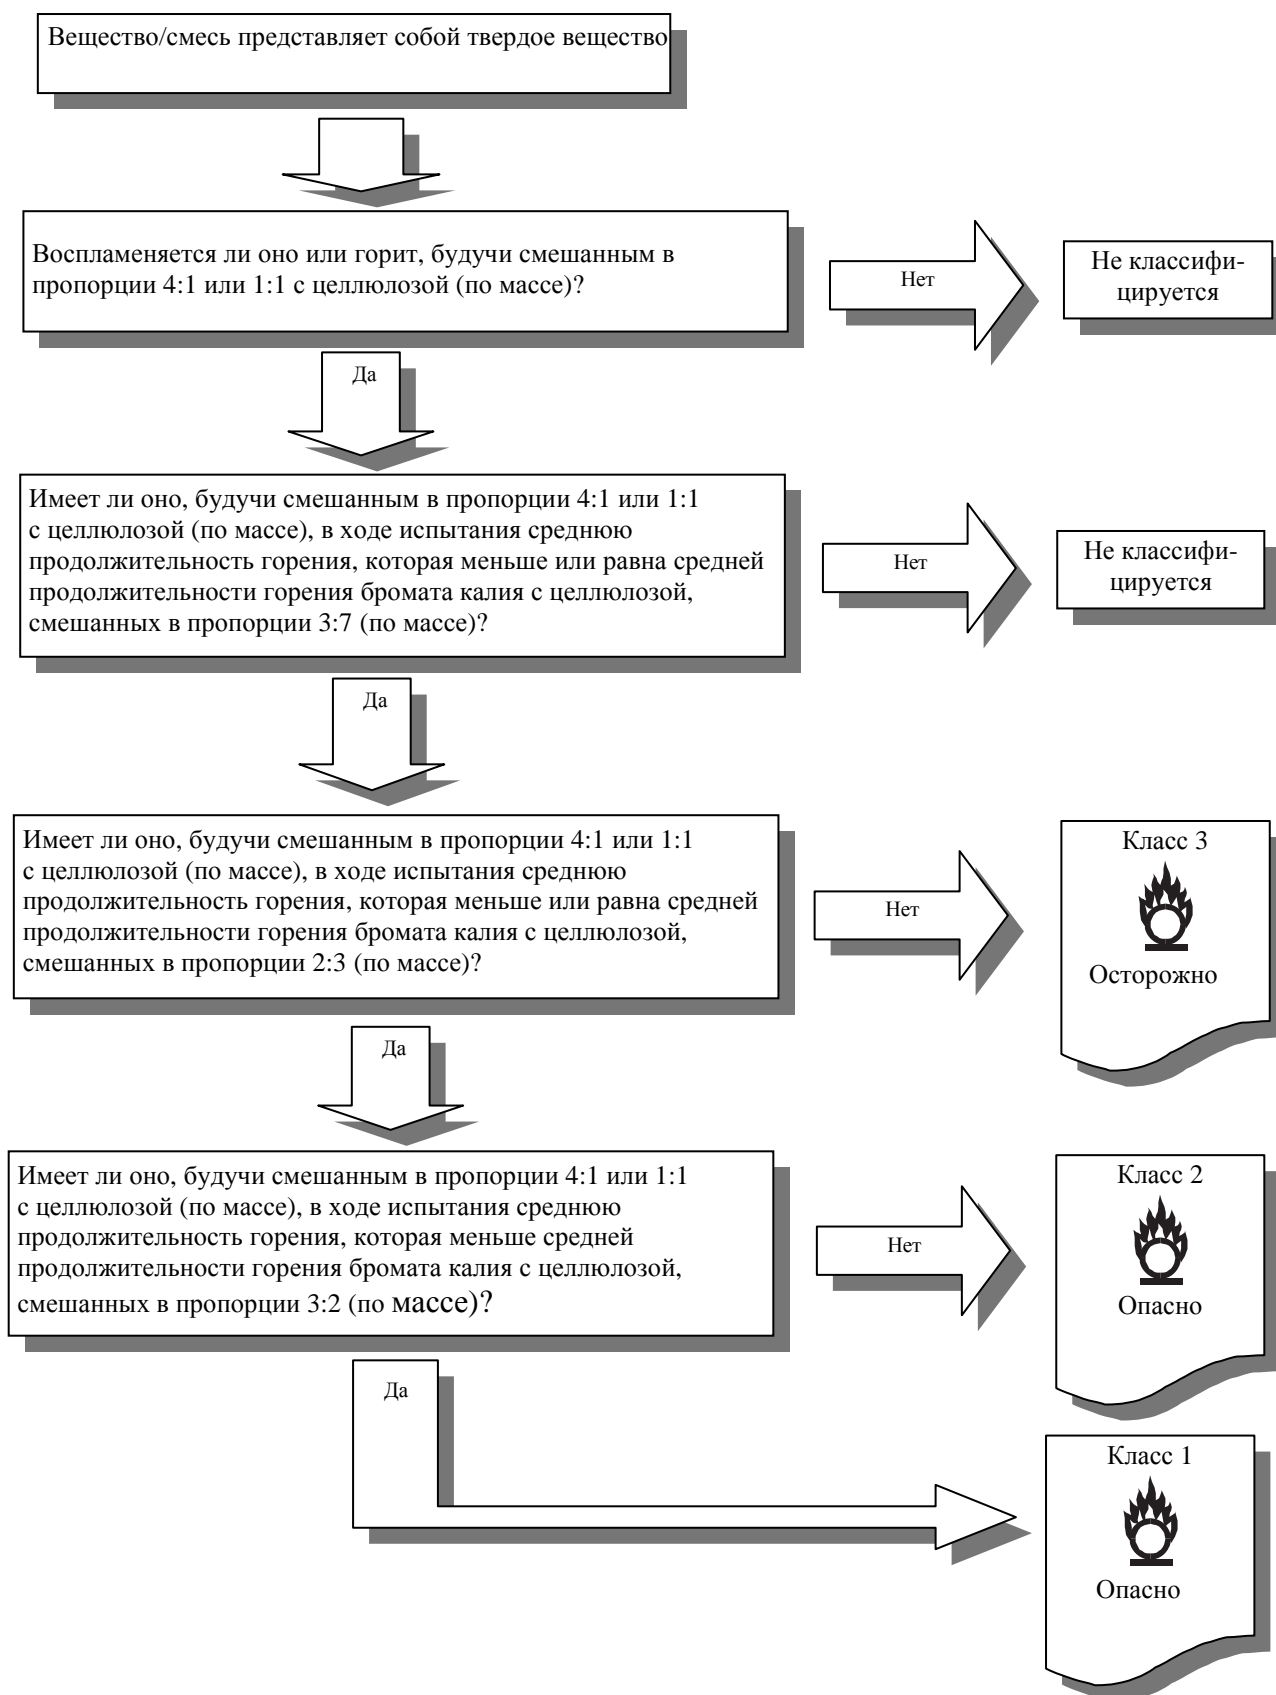 Вещество/смесь представляет собой твердое вещество
Воспламеняется ли оно или горит, будучи смешанным в
пропорции 4:1 или 1:1 с целлюлозой (по массе)?
Нет
Не классифи-
цируется
Да
Имеет ли оно, будучи смешанным в пропорции 4:1 или 1:1
с целлюлозой (по массе), в ходе испытания среднюю
продолжительность горения, которая меньше или равна средней
продолжительности горения бромата калия с целлюлозой,
смешанных в пропорции 3:7 (по массе)?
Нет
Не классифи-
цируется
Да
Имеет ли оно, будучи смешанным в пропорции 4:1 или 1:1
с целлюлозой (по массе), в ходе испытания среднюю
продолжительность горения, которая меньше или равна средней
продолжительности горения бромата калия с целлюлозой,
смешанных в пропорции 2:3 (по массе)?
Нет
Класс 3
Осторожно
Да
Имеет ли оно, будучи смешанным в пропорции 4:1 или 1:1
с целлюлозой (по массе), в ходе испытания среднюю
продолжительность горения, которая меньше средней
продолжительности горения бромата калия с целлюлозой,
смешанных в пропорции 3:2 (по массе)?
Нет
Класс 2
Опасно
Да
Класс 1
Опасно